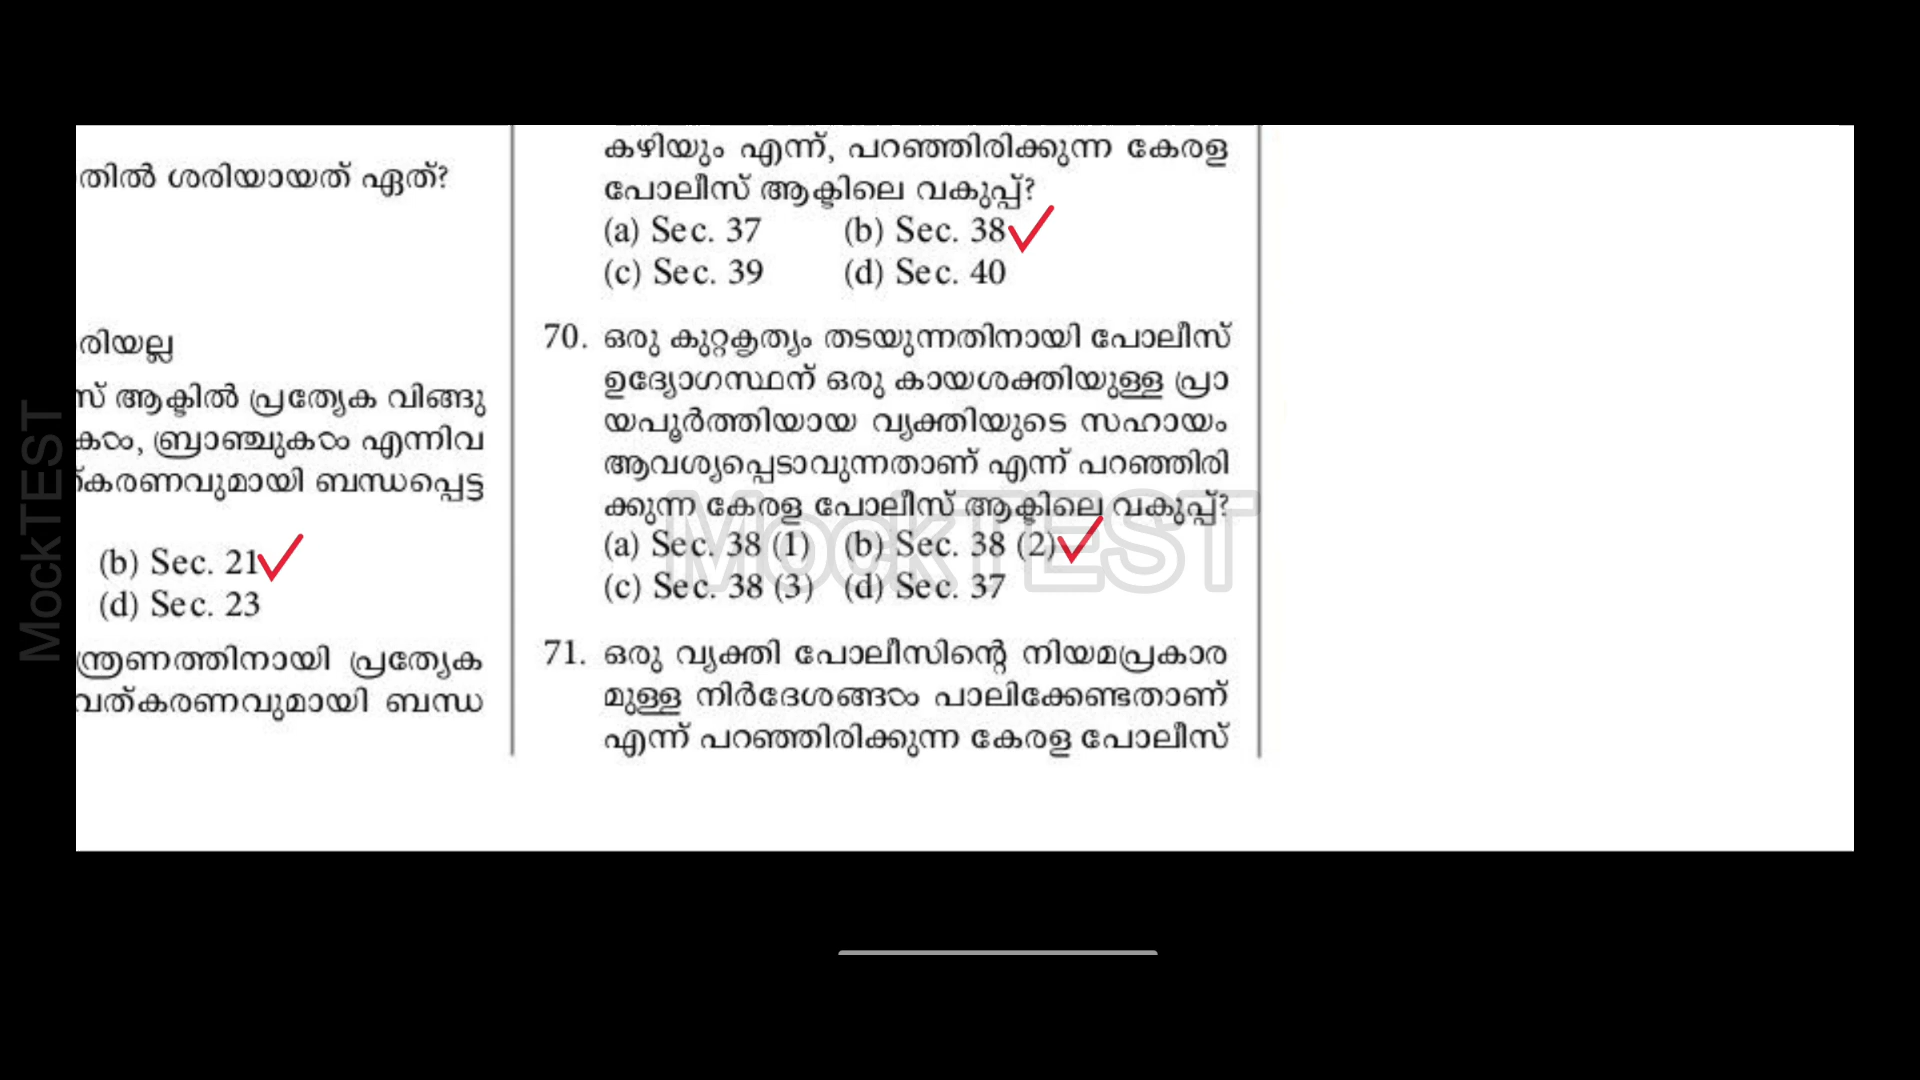 തിൽ ശരിയായത് ഏത്?
രിയല്ല
സ് ആക്ടിൽ പ്രത്യേക വിങ്ങു
കൾ, ബ്രാഞ്ചുകൾ എന്നിവ
കരണവുമായി ബന്ധപ്പെട്ട
(b) Sec. 21
(d) Sec. 23
ന്ത്രണത്തിനായി പ്രത്യേക
വത്കരണവുമായി ബന്ധ
കഴിയും എന്ന്, പറഞ്ഞിരിക്കുന്ന കേരള
പോലീസ് ആക്ടിലെ വകുപ്പ്?
(a) Sec. 37 (b) Sec. 38
(c) Sec. 39 (d) Sec. 40
70. ഒരു കുറ്റകൃത്യം തടയുന്നതിനായി പോലീസ്
ഉദ്യോഗസ്ഥന് ഒരു കായശക്തിയുള്ള പ്രാ
യപൂർത്തിയായ വ്യക്തിയുടെ സഹായം
ആവശ്യപ്പെടാവുന്നതാണ് എന്ന് പറഞ്ഞിരി
ക്കുന്ന കേരള പോലീസ് ആക്ടിലെ വകുപ്പ്?
(a) Sec. 38 (1) (b) Sec. 38 (2)
(c) Sec. 38 (3) (d) Sec. 37
71. ഒരു വ്യക്തി പോലീസിന്റെ നിയമപ്രകാര
മുള്ള നിർദേശങ്ങൾ പാലിക്കേണ്ടതാണ്
എന്ന് പറഞ്ഞിരിക്കുന്ന കേരള പോലീസ്
MockTEST
MockTEST